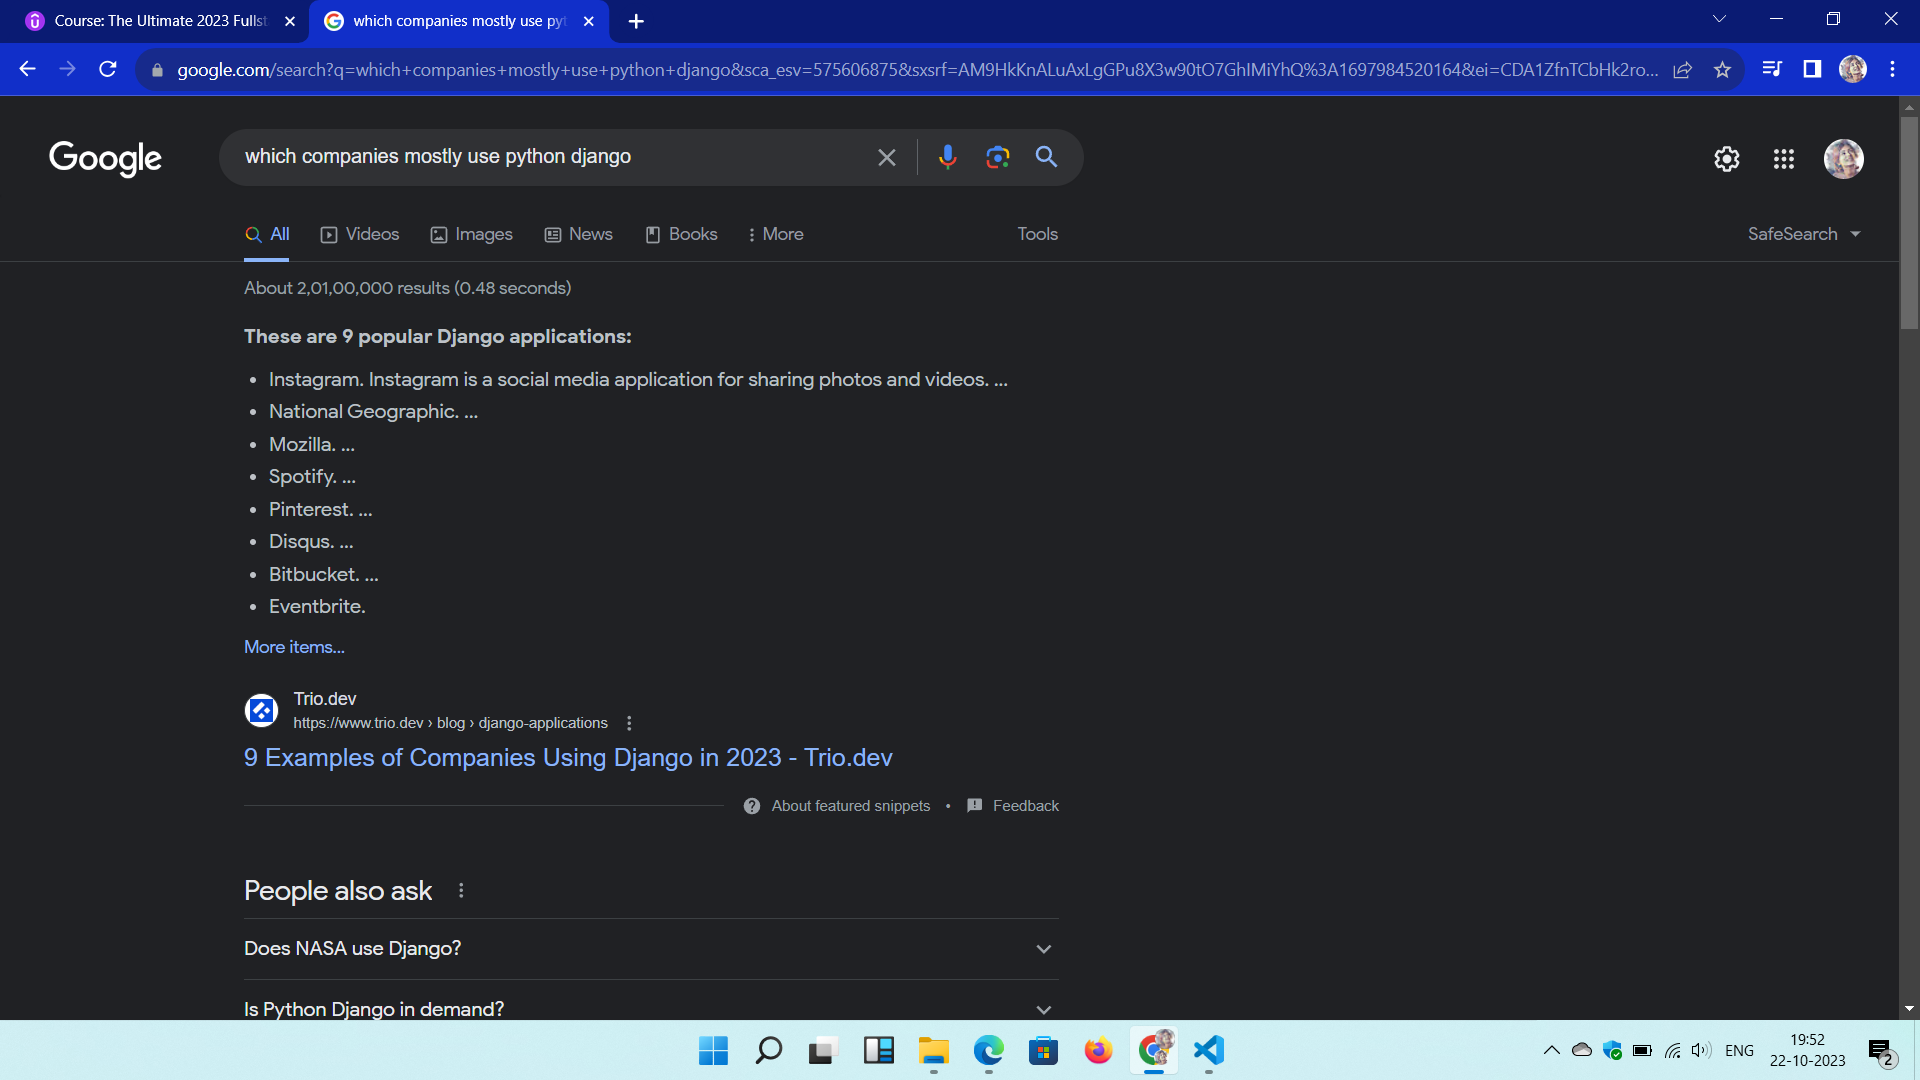 Course: The Ultimate 2023 Fullst
which companies mostly use pyt
google.com/search?q=which+companies+mostly+use+python+django&sca_esv=575606875&sxsrf=AM9HkKnALuAxLgGPu8X3w90tO7GhIMiYhQ%3A1697984520164&ei=CDA1ZfnTCbHk2ro...
Google
which companies mostly use python django
All
Videos
Images
News
Books
More
Tools
SafeSearch
About 2,01,00,000 results (0.48 seconds)
These are 9 popular Django applications:
• Instagram. Instagram is a social media application for sharing photos and videos. ...
• National Geographic. ...
• Mozilla. ...
• Spotify. ...
• Pinterest. ...
• Disqus. ...
• Bitbucket. ...
• Eventbrite.
More items...
Trio.dev
https://www.trio.dev › blog › django-applications
9 Examples of Companies Using Django in 2023 - Trio.dev
About featured snippets • Feedback
People also ask
Does NASA use Django?
Is Python Django in demand?
ENG
19:52
22-10-2023
2